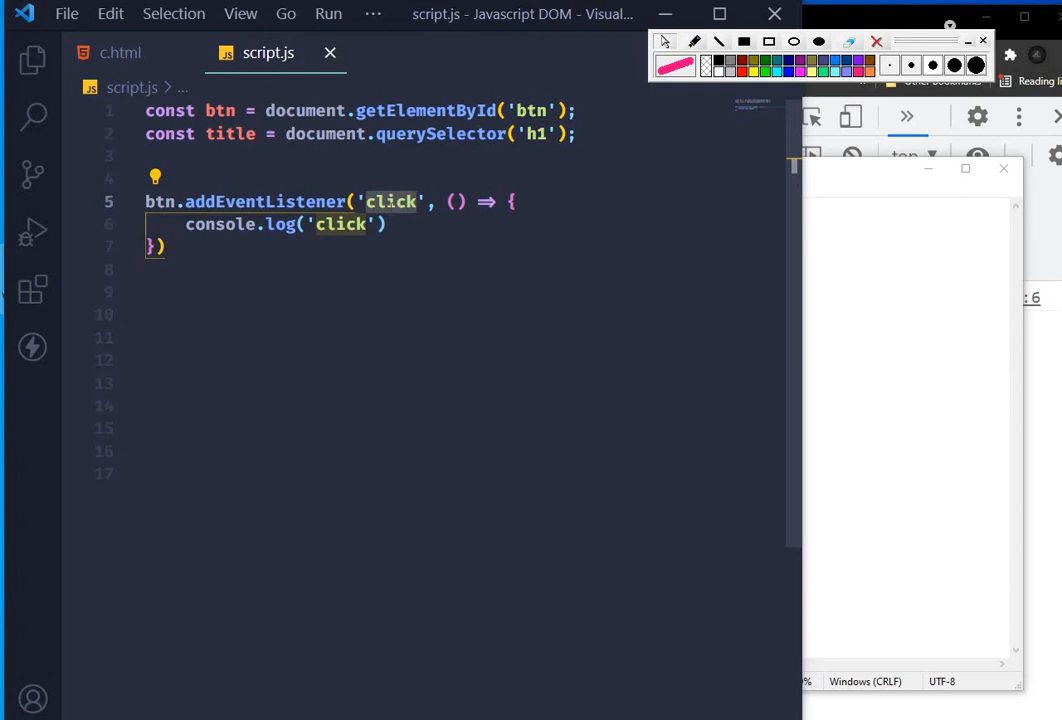 File Edit Selection View Go Run ··· script.js - Javascript DOM - Visual...
c.html script.js
script.js > ...
1 const btn = document.getElementById('btn');
2 const title = document.querySelector('h1');
3
4
5 btn.addEventListener('click', () => {
6 console.log('click')
7 })
8
9
10
11
12
13
14
15
16
17
Reading
top
:6
Windows (CRLF) UTF-8